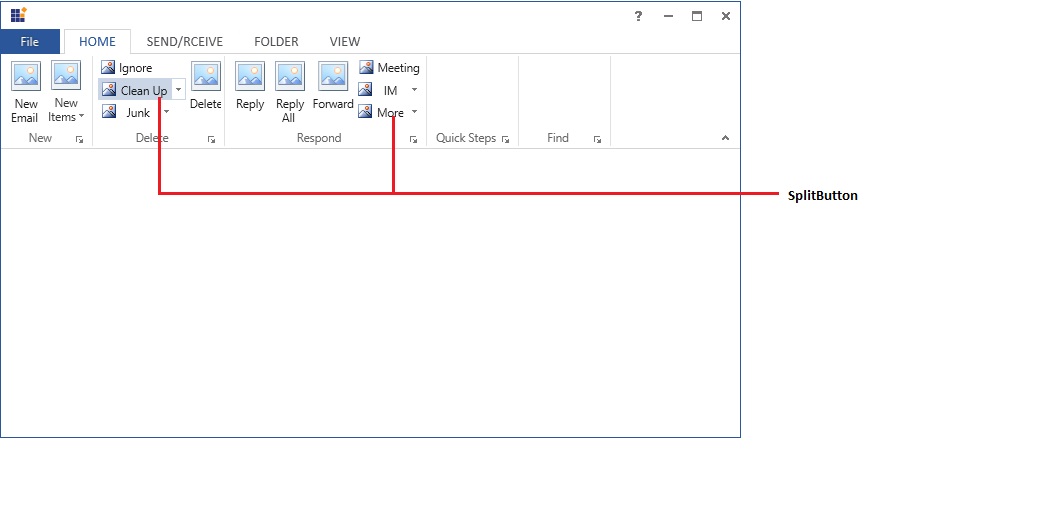 ?
File HOME SEND/RCEIVE FOLDER VIEW
New Email
New Items
Ignore
Clean Up
Junk
Delete
Reply
Reply All
Forward
Meeting
IM
More
New Delete Respond Quick Steps Find
SplitButton